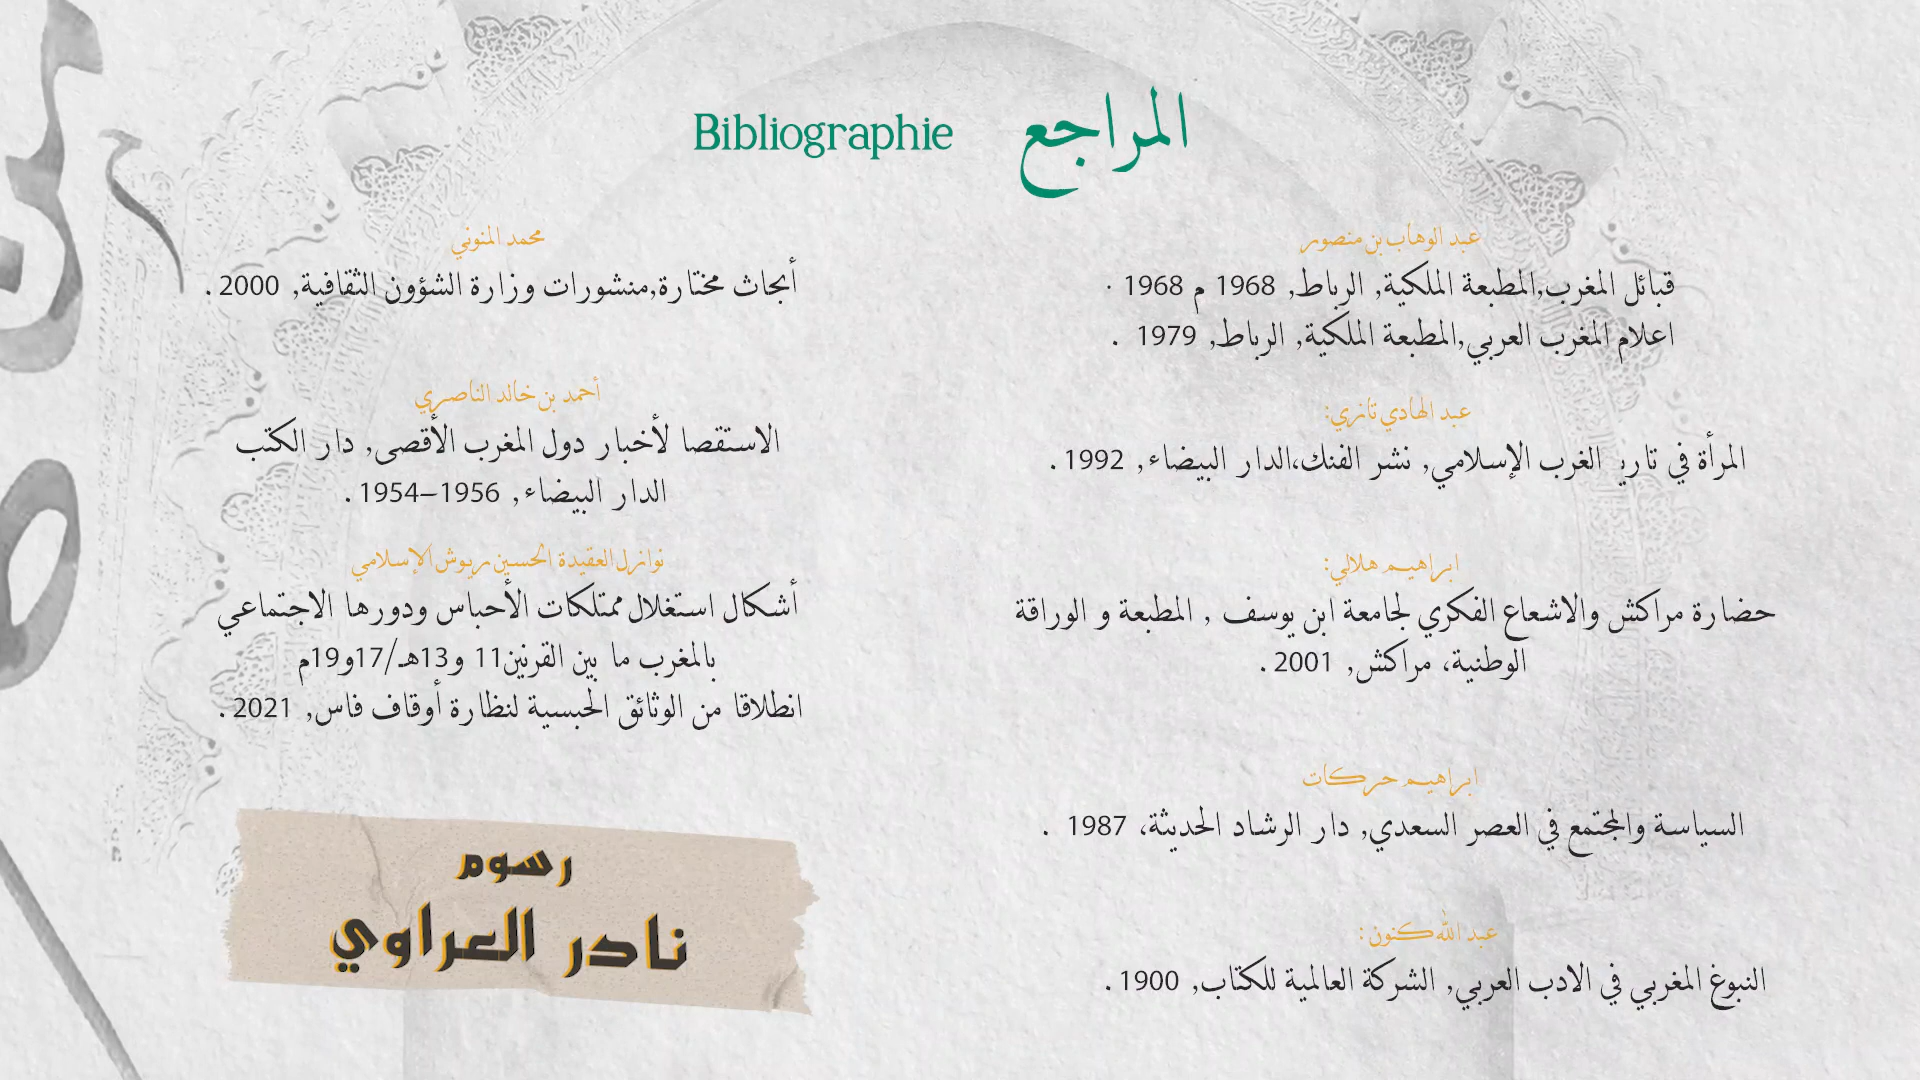 المراجع Bibliographie
عبد الوهاب بن منصور
قبائل المغرب,المطبعة الملكية, الرباط, 1968 م 1968 .
اعلام المغرب العربي,المطبعة الملكية, الرباط, 1979 .
عبد الهادي تازي:
المرأة في تاريـ الغرب الإسلامي, نشر الفنك،الدار البيضاء, 1992 .
ابراهيم هلالي:
حضارة مراكش والاشعاع الفكري لجامعة ابن يوسف , المطبعة و الوراقة
الوطنية، مراكش, 2001 .
ابراهيم حركات
السياسة والمجتمع في العصر السعدي, دار الرشاد الحديثة، 1987 .
عبد الله كنون :
النبوغ المغربي في الادب العربي, الشركة العالمية للكتاب, 1900 .
محمد المنوني
أبحاث مختارة,منشورات وزارة الشؤون الثقافية, 2000 .
أحمد بن خالد الناصري
الاستقصا لأخبار دول المغرب الأقصى, دار الكتب
الدار البيضاء, 1956–1954 .
نوازل العقيدة الحسين ريوش الإسلامي
أشكال استغلال ممتلكات الأحباس ودورها الاجتماعي
بالمغرب ما بين القرنين11 و13هـ/17و19م
انطلاقا من الوثائق الحبسية لنظارة أوقاف فاس, 2021 .
رسوم
نادر العراوي